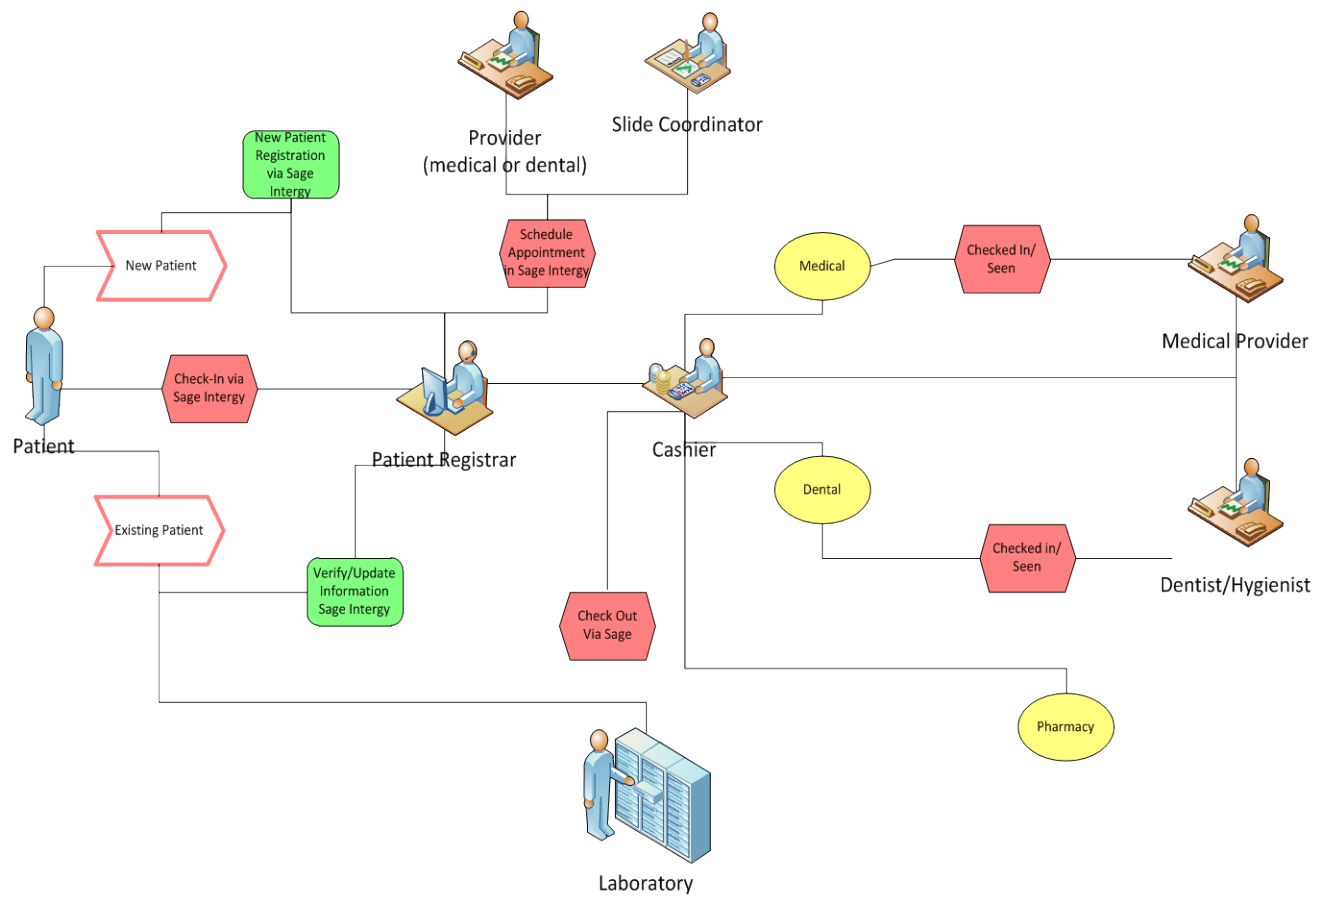 Provider
(medical or dental)
Slide Coordinator
New Patient
Registration
via Sage
Intergy
Schedule
Appointment
in Sage Intergy
New Patient
Medical
Checked In/
Seen
Medical Provider
Check-In via
Sage Intergy
Patient
Patient Registrar
Cashier
Existing Patient
Dental
Checked in/
Seen
Dentist/Hygienist
Verify/Update
Information
Sage Intergy
Check Out
Via Sage
Pharmacy
Laboratory